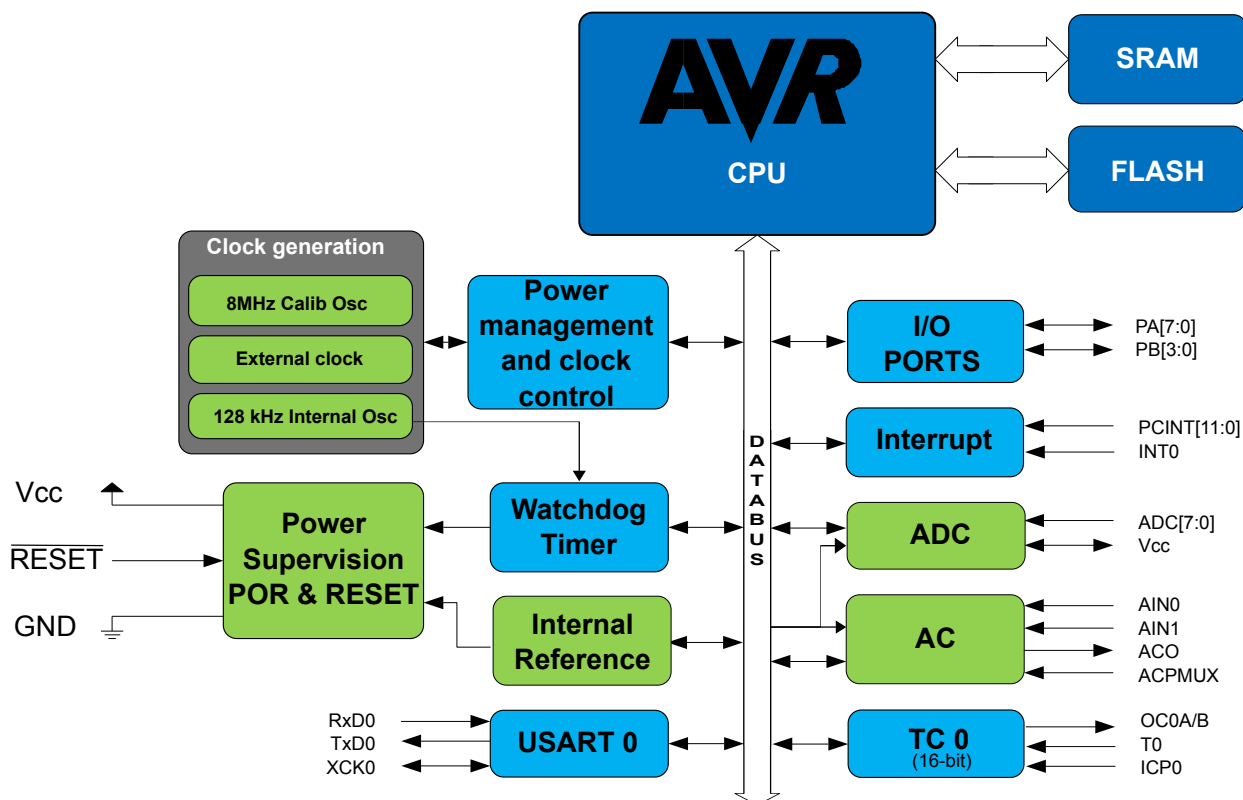 AVR
CPU
SRAM
FLASH
Clock generation
8MHz Calib Osc
External clock
128 kHz Internal Osc
Power
management
and clock
control
I/O
PORTS
PA[7:0]
PB[3:0]
Interrupt
PCINT[11:0]
INT0
DATABUS
Vcc
RESET
GND
Power
Supervision
POR & RESET
Watchdog
Timer
ADC
ADC[7:0]
Vcc
Internal
Reference
AC
AIN0
AIN1
ACO
ACPMUX
RxD0
TxD0
XCK0
USART 0
TC 0
(16-bit)
OC0A/B
T0
ICP0